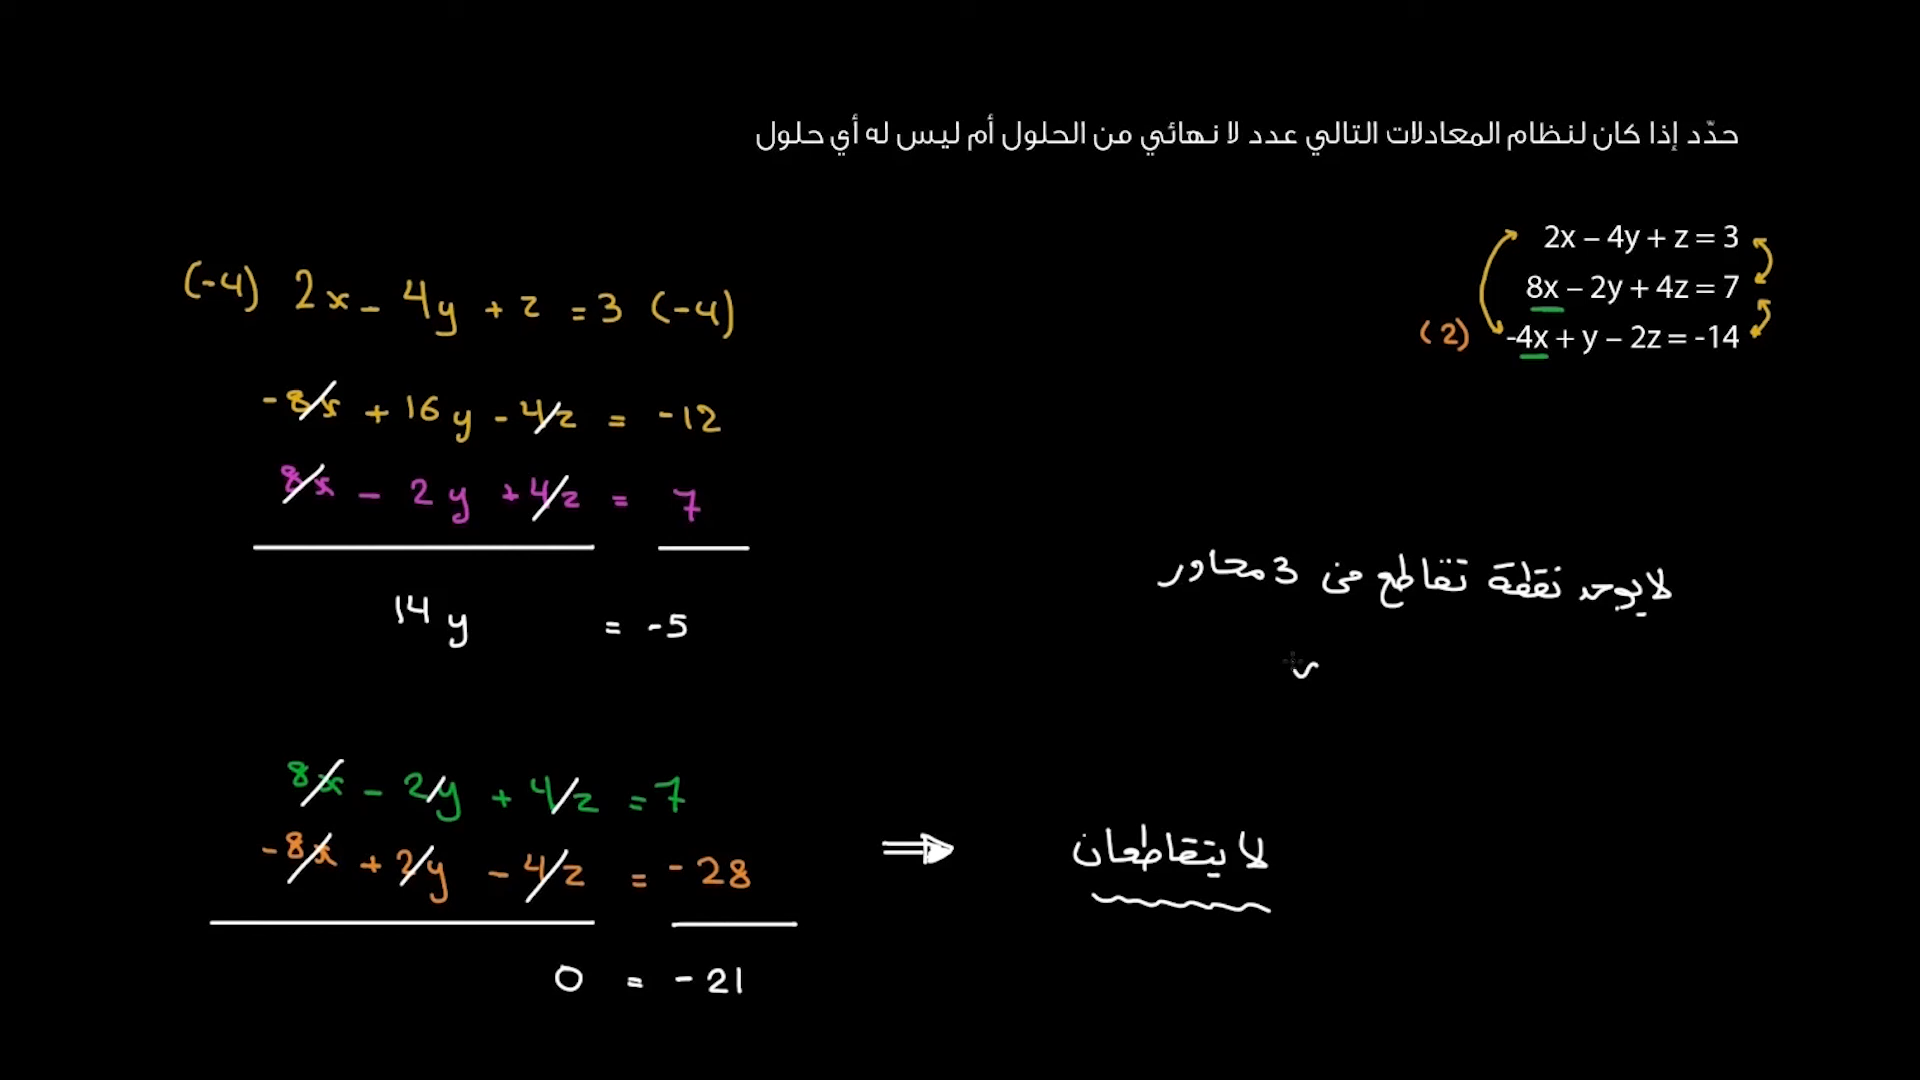 حدّد إذا كان لنظام المعادلات التالي عدد لا نهائي من الحلول أم ليس له أي حلول
2x – 4y + z = 3
8x – 2y + 4z = 7
(2) -4x + y – 2z = -14
(-4) 2x - 4y + z = 3 (-4)
-8x + 16y - 4z = -12
8x - 2y + 4z = 7
14y = -5
لا يوجد نقطة تقاطع في 3 محاور
8x - 2y + 4z = 7
-8x + 2y - 4z = -28
⇒ لا يتقاطعان
0 = -21